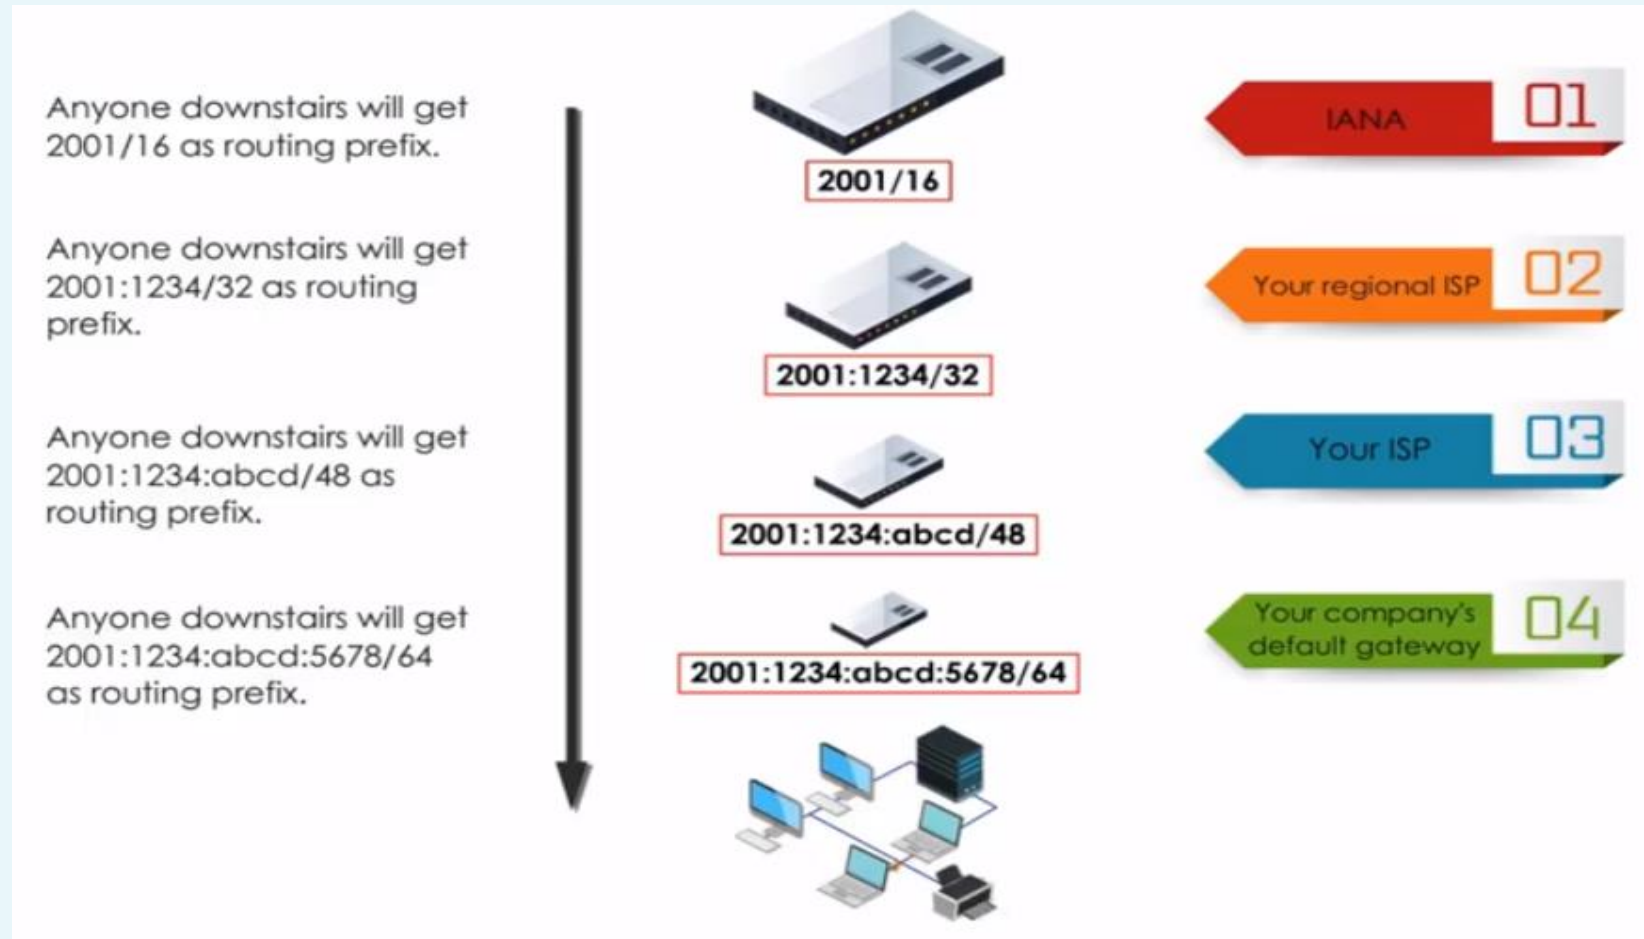 Anyone downstairs will get
2001/16 as routing prefix.
2001/16
IANA
01
Anyone downstairs will get
2001:1234/32 as routing
prefix.
2001:1234/32
Your regional ISP
02
Anyone downstairs will get
2001:1234:abcd/48 as
routing prefix.
2001:1234:abcd/48
Your ISP
03
Anyone downstairs will get
2001:1234:abcd:5678/64
as routing prefix.
2001:1234:abcd:5678/64
Your company's
default gateway
04